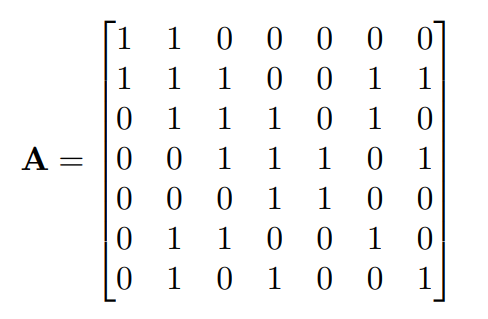 1 1 0 0 0 0 0
1 1 1 0 0 1 1
0 1 1 1 0 1 0
A = 0 0 1 1 1 0 1
0 0 0 1 1 0 0
0 1 1 0 0 1 0
0 1 0 1 0 0 1